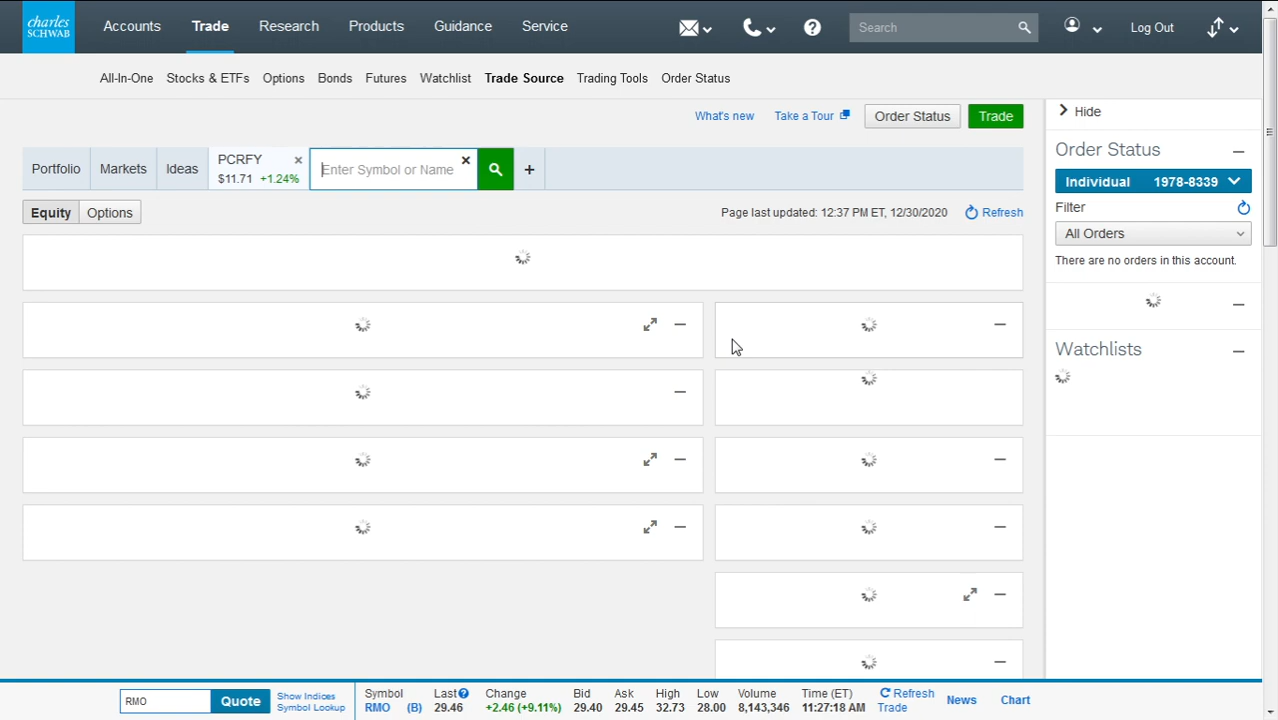 charles SCHWAB
Accounts Trade Research Products Guidance Service
Search
Log Out
All-In-One Stocks & ETFs Options Bonds Futures Watchlist Trade Source Trading Tools Order Status
What's new Take a Tour Order Status Trade
Portfolio Markets Ideas
PCRFY
$11.71 +1.24%
Enter Symbol or Name
Equity Options
Page last updated: 12:37 PM ET, 12/30/2020 Refresh
Hide
Order Status
Individual 1978-8339
Filter
All Orders
There are no orders in this account.
Watchlists
RMO Quote
Show Indices
Symbol Lookup
Symbol Last Change Bid Ask High Low Volume Time (ET) Refresh
RMO (B) 29.46 +2.46 (+9.11%) 29.40 29.45 32.73 28.00 8,143,346 11:27:18 AM Trade
News Chart